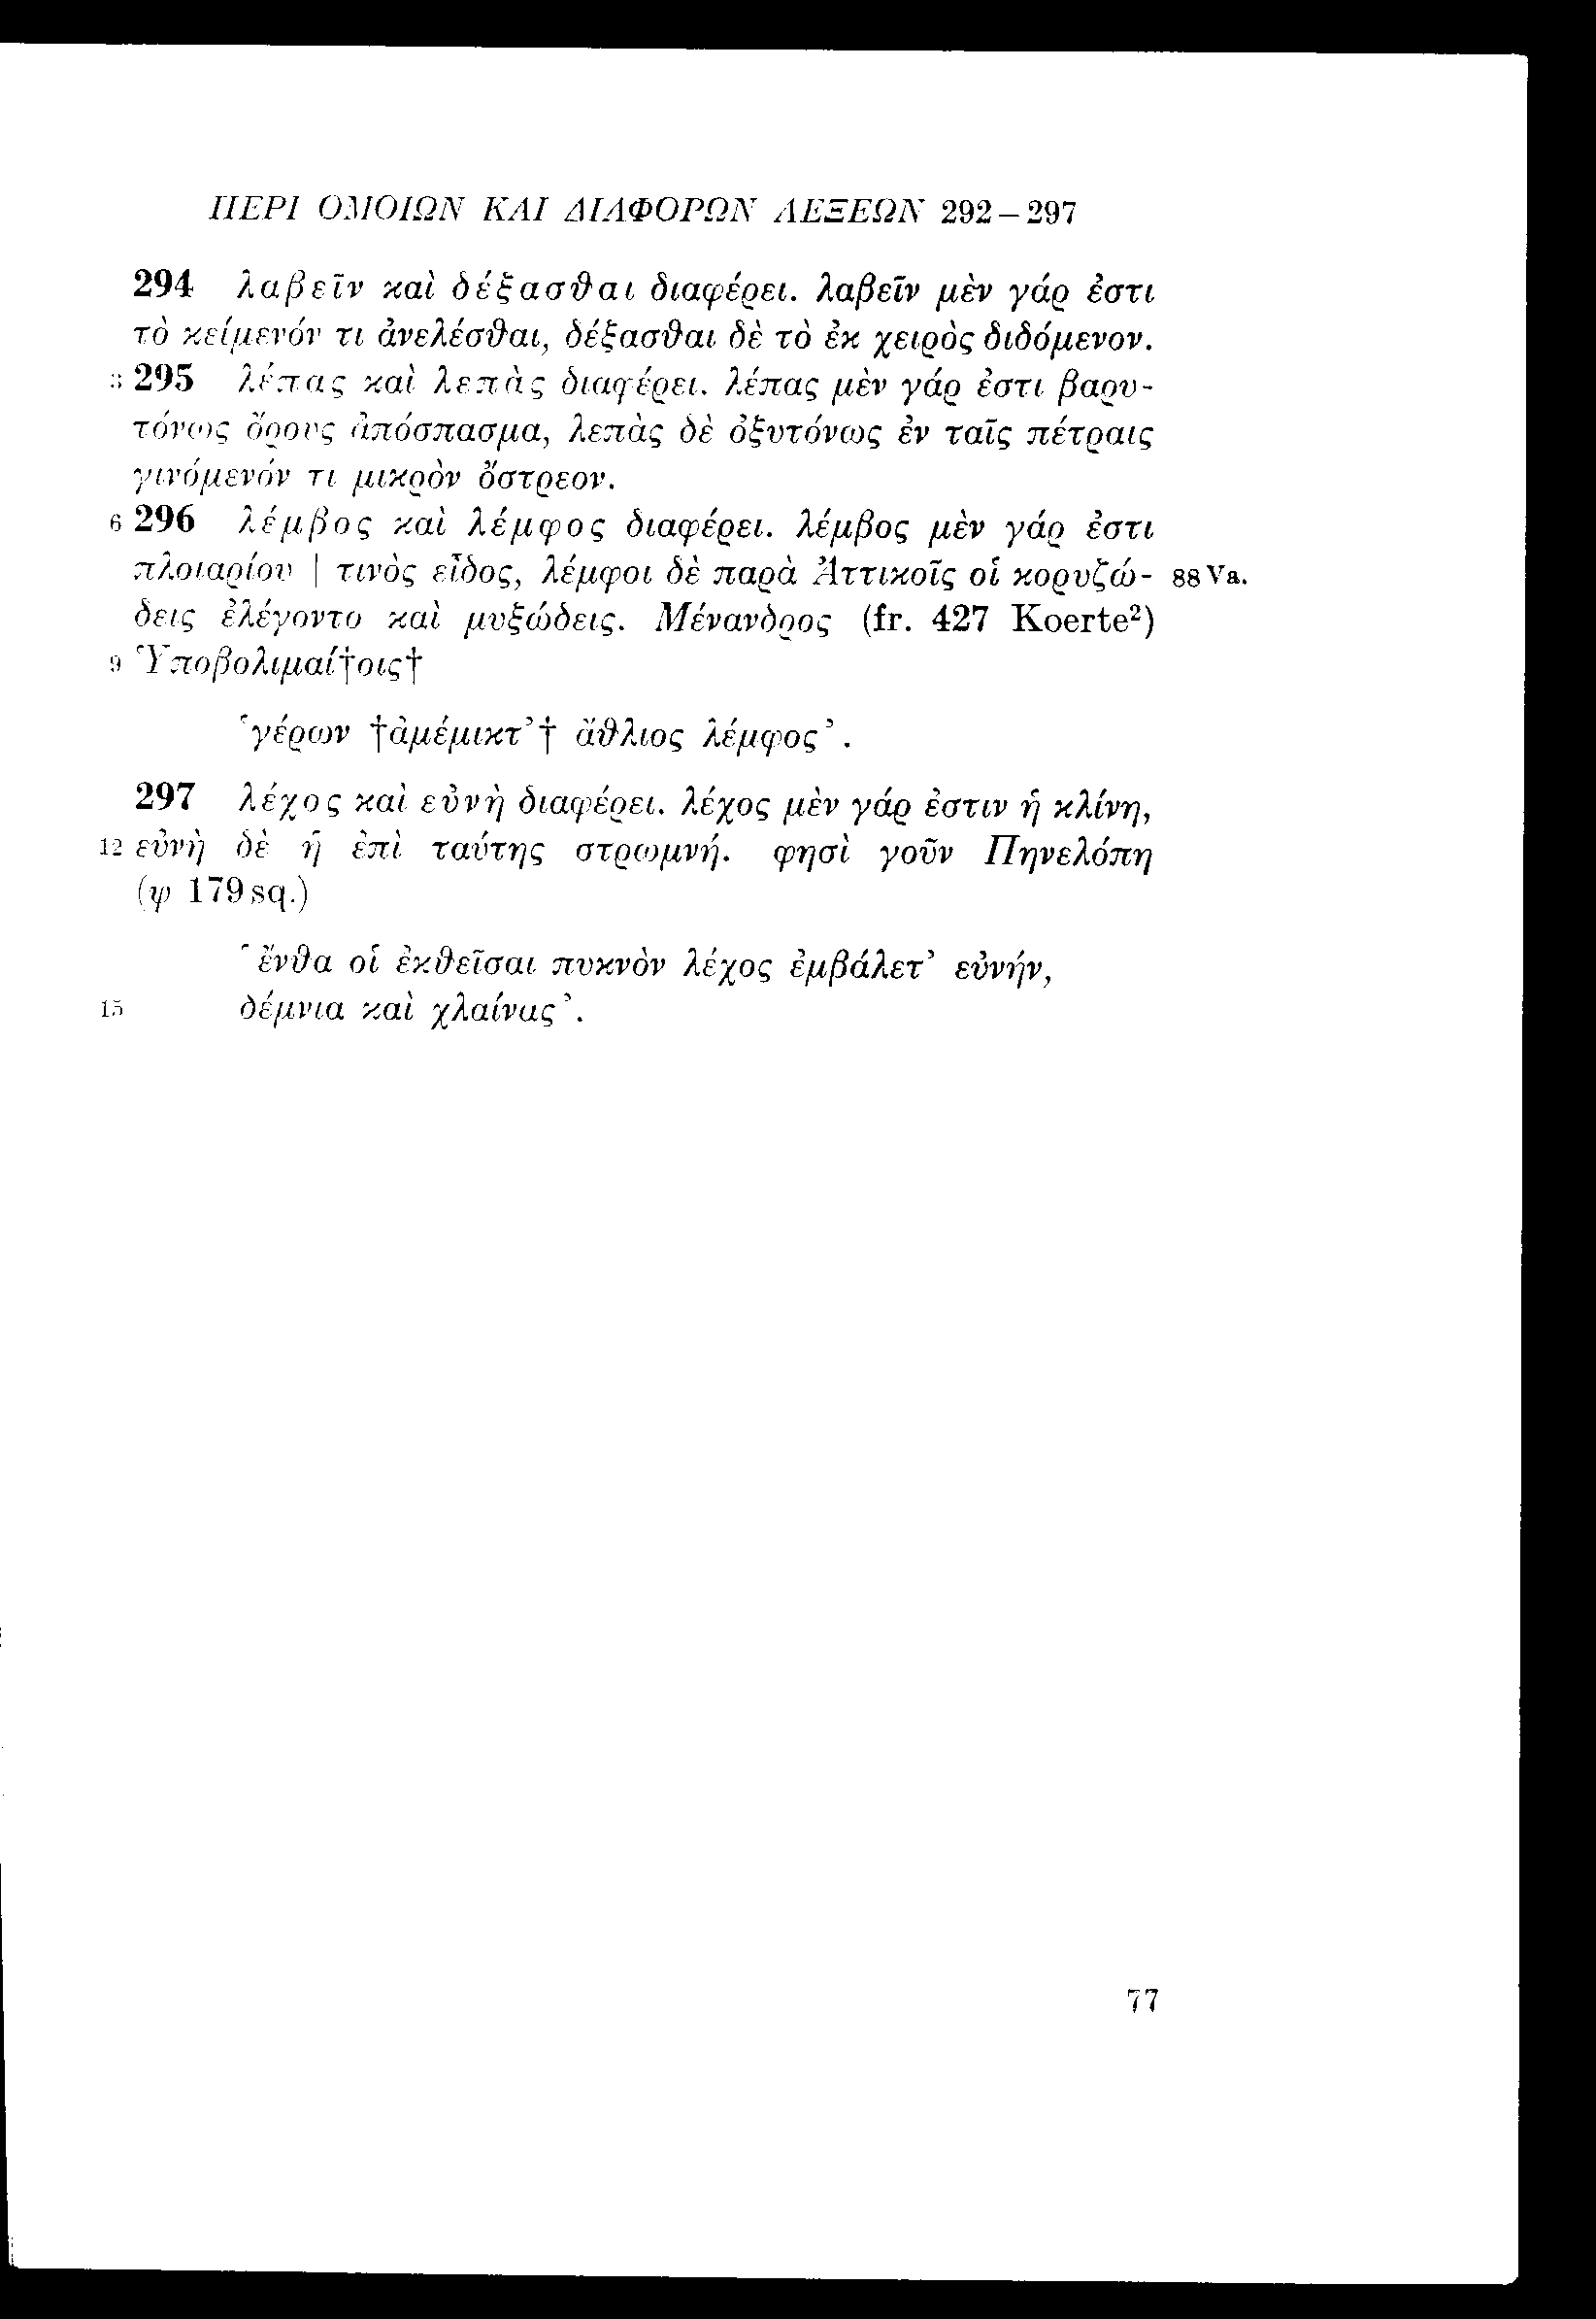 ΠΕΡΙ ΟΜΟΙΩΝ ΚΑΙ ΔΙΑΦΟΡΩΝ ΛΕΞΕΩΝ 292–297
294 λαβεῖν καὶ δέξασθαι διαφέρει. λαβεῖν μὲν γάρ ἐστι
τὸ κείμενόν τι ἀνελέσθαι, δέξασθαι δὲ τὸ ἐκ χειρὸς διδόμενον.
3 295 λέπας καὶ λεπὰς διαφέρει. λέπας μὲν γάρ ἐστι βαρυ-
τόνως ὄρους ἀπόσπασμα, λεπὰς δὲ ὀξυτόνως ἐν ταῖς πέτραις
γινόμενόν τι μικρὸν ὄστρεον.
6 296 λέμβος καὶ λέμφος διαφέρει. λέμβος μὲν γάρ ἐστι
πλοιαρίου | τινὸς εἶδος, λέμφοι δὲ παρὰ Ἀττικοῖς οἱ κορυζώ- 88 Va.
δεις ἐλέγοντο καὶ μυξώδεις. Μένανδρος (fr. 427 Koerte²)
9 Ὑποβολιμαί†οις†
‘γέρων †ἀμέμικτ’† ἄθλιος λέμφος’.
297 λέχος καὶ εὐνὴ διαφέρει. λέχος μὲν γάρ ἐστιν ἡ κλίνη,
12 εὐνὴ δὲ ἡ ἐπὶ ταύτης στρωμνή. φησὶ γοῦν Πηνελόπη
(ψ 179 sq.)
‘ἔνθα οἱ ἐκθεῖσαι πυκνὸν λέχος ἐμβάλετ’ εὐνήν,
15 δέμνια καὶ χλαίνας’.
77